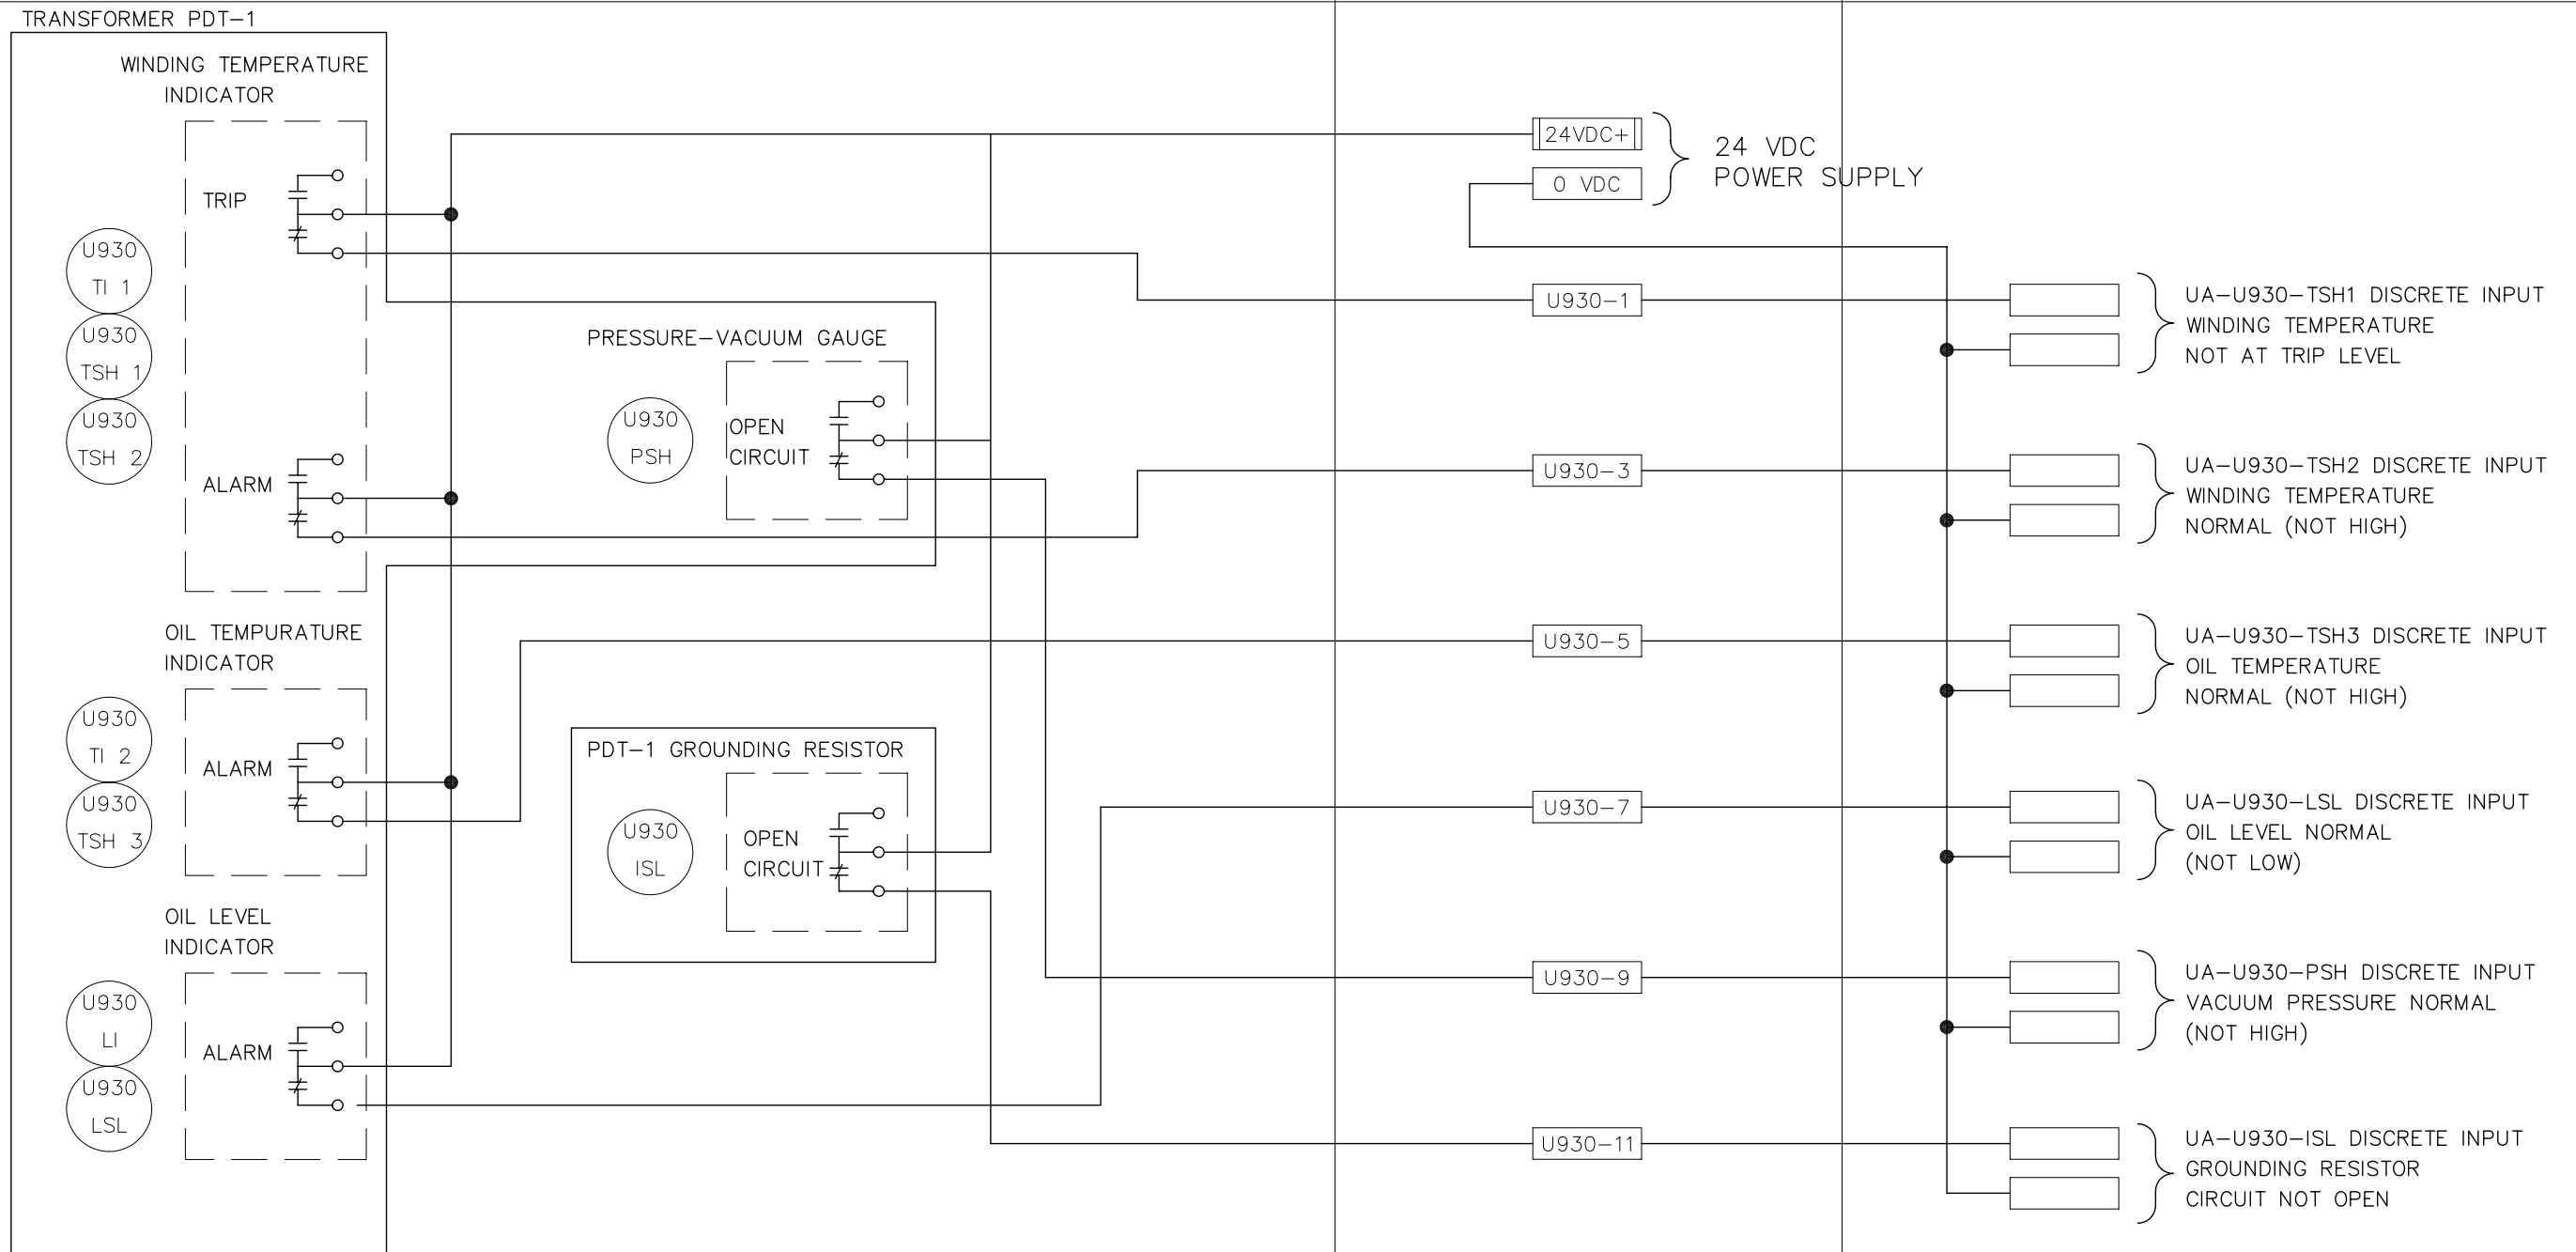 TRANSFORMER PDT-1
WINDING TEMPERATURE
INDICATOR
TRIP
U930
TI 1
U930
TSH 1
U930
TSH 2
ALARM
OIL TEMPURATURE
INDICATOR
U930
TI 2
ALARM
U930
TSH 3
OIL LEVEL
INDICATOR
U930
LI
ALARM
U930
LSL
PRESSURE-VACUUM GAUGE
U930
PSH
OPEN
CIRCUIT
PDT-1 GROUNDING RESISTOR
U930
ISL
OPEN
CIRCUIT
24VDC+
0 VDC
24 VDC
POWER SUPPLY
U930-1
U930-3
U930-5
U930-7
U930-9
U930-11
UA-U930-TSH1 DISCRETE INPUT
WINDING TEMPERATURE
NOT AT TRIP LEVEL
UA-U930-TSH2 DISCRETE INPUT
WINDING TEMPERATURE
NORMAL (NOT HIGH)
UA-U930-TSH3 DISCRETE INPUT
OIL TEMPERATURE
NORMAL (NOT HIGH)
UA-U930-LSL DISCRETE INPUT
OIL LEVEL NORMAL
(NOT LOW)
UA-U930-PSH DISCRETE INPUT
VACUUM PRESSURE NORMAL
(NOT HIGH)
UA-U930-ISL DISCRETE INPUT
GROUNDING RESISTOR
CIRCUIT NOT OPEN